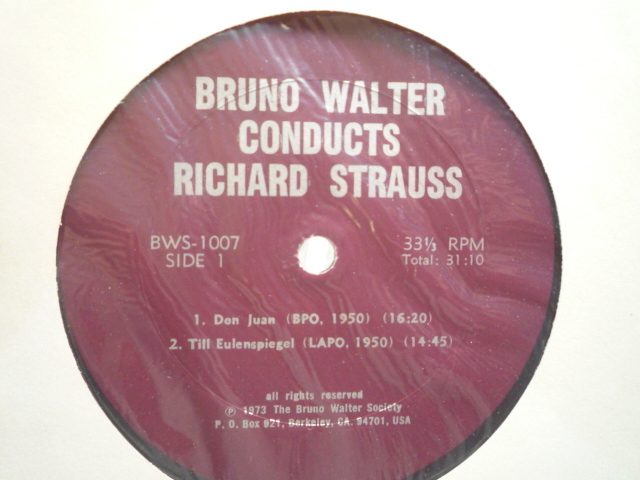 BRUNO WALTER
CONDUCTS
RICHARD STRAUSS
BWS-1007
SIDE 1
33⅓ RPM
Total: 31:10
1. Don Juan (BPO, 1950) (16:20)
2. Till Eulenspiegel (LAPO, 1950) (14:45)
all rights reserved
℗ 1973 The Bruno Walter Society
P. O. Box 921, Berkeley, CA. 94701, USA